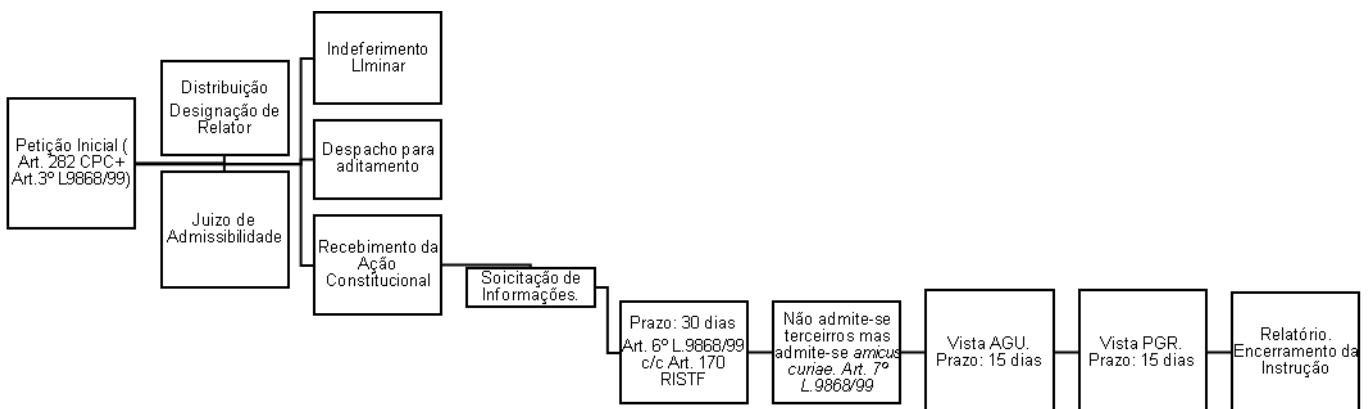 Petição Inicial (
Art. 282 CPC+
Art.3º L9868/99)
Distribuição
Designação de
Relator
Juizo de
Admissibilidade
Indeferimento
LIminar
Despacho para
aditamento
Recebimento da
Ação
Constitucional
Soicitação de
Informações.
Prazo: 30 dias
Art. 6º L.9868/99
c/c Art. 170
RISTF
Não admite-se
terceirros mas
admite-se amicus
curiae. Art. 7º
L.9868/99
Vista AGU.
Prazo: 15 dias
Vista PGR.
Prazo: 15 dias
Relatório.
Encerramento da
Instrução